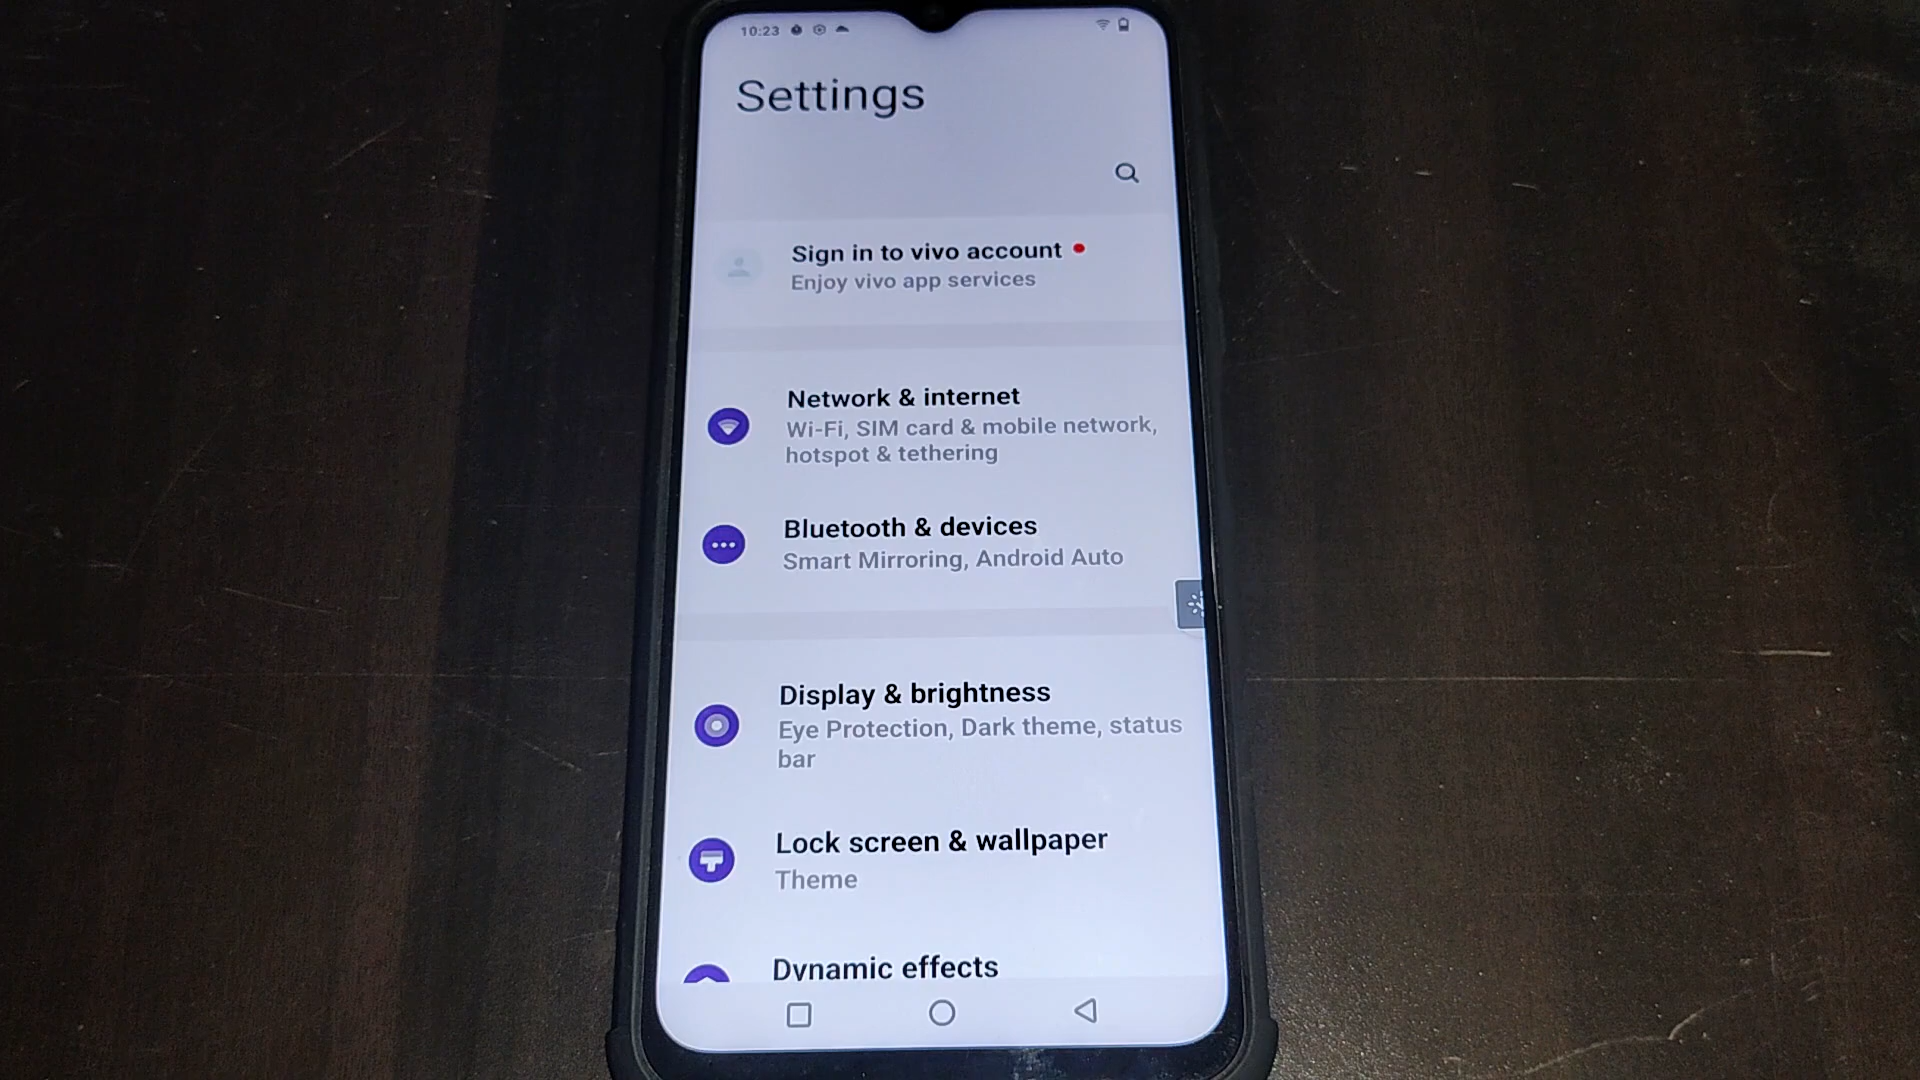 10:23
Settings
Sign in to vivo account
Enjoy vivo app services
Network & internet
Wi-Fi, SIM card & mobile network,
hotspot & tethering
Bluetooth & devices
Smart Mirroring, Android Auto
Display & brightness
Eye Protection, Dark theme, status
bar
Lock screen & wallpaper
Theme
Dynamic effects